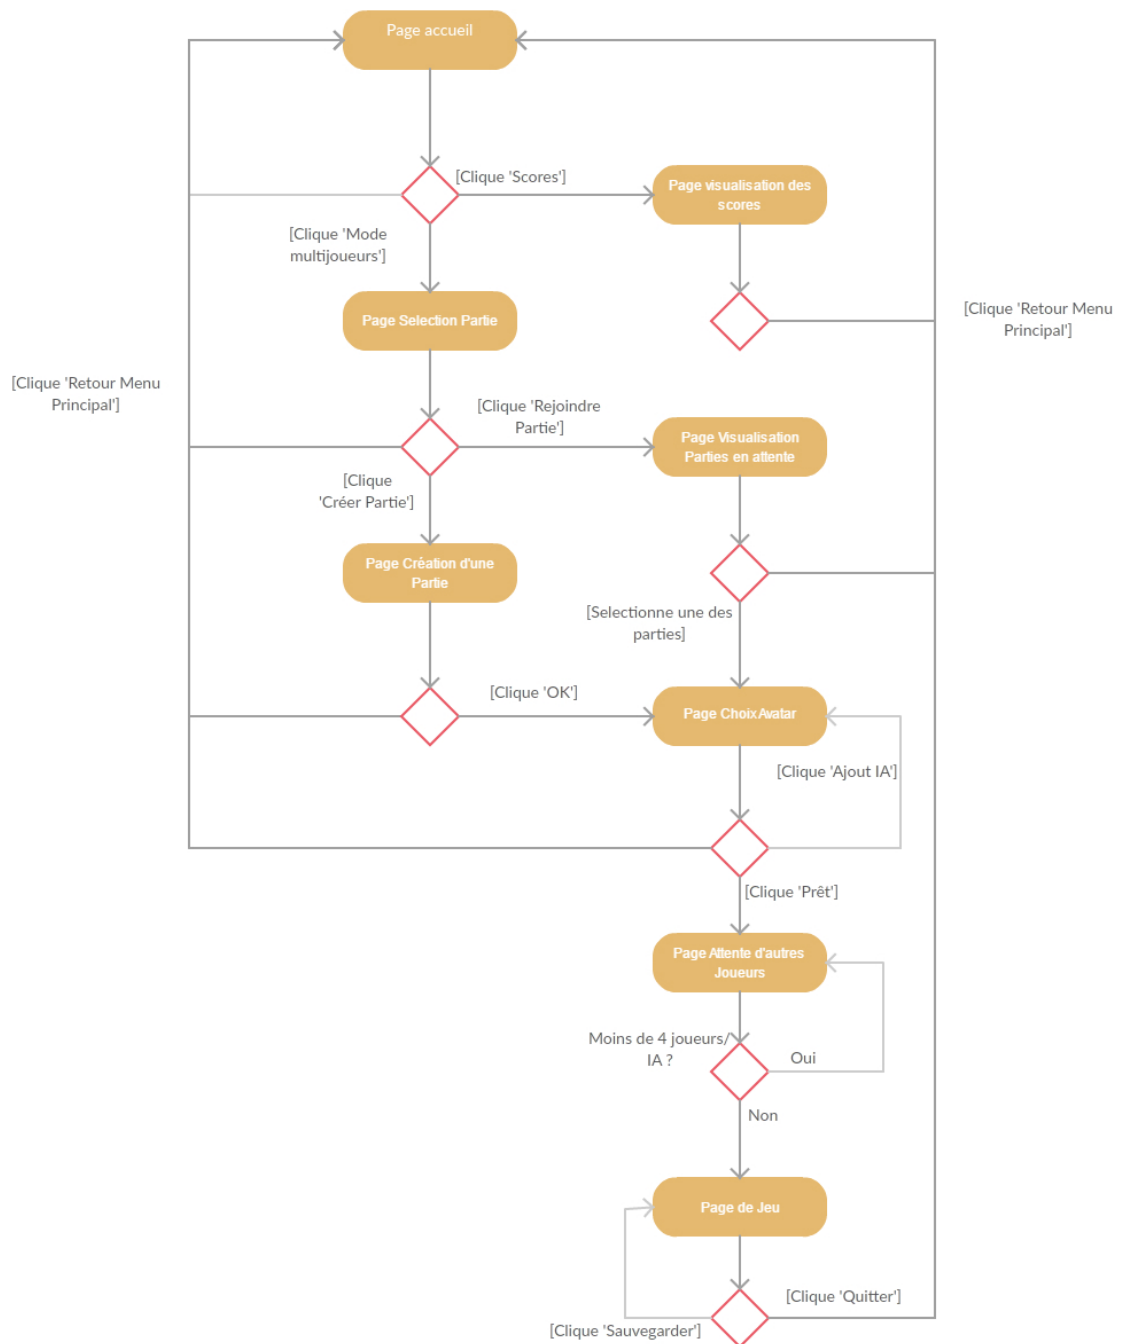 Page accueil
[Clique 'Scores']
Page visualisation des
scores
[Clique 'Mode
multijoueurs']
Page Selection Partie
[Clique 'Retour Menu
Principal']
[Clique 'Retour Menu
Principal']
[Clique 'Rejoindre
Partie']
Page Visualisation
Parties en attente
[Clique
'Créer Partie']
Page Création d'une
Partie
[Selectionne une des
parties]
[Clique 'OK']
Page Choix Avatar
[Clique 'Ajout IA']
[Clique 'Prêt']
Page Attente d'autres
Joueurs
Moins de 4 joueurs/
IA ?
Oui
Non
Page de Jeu
[Clique 'Quitter']
[Clique 'Sauvegarder']